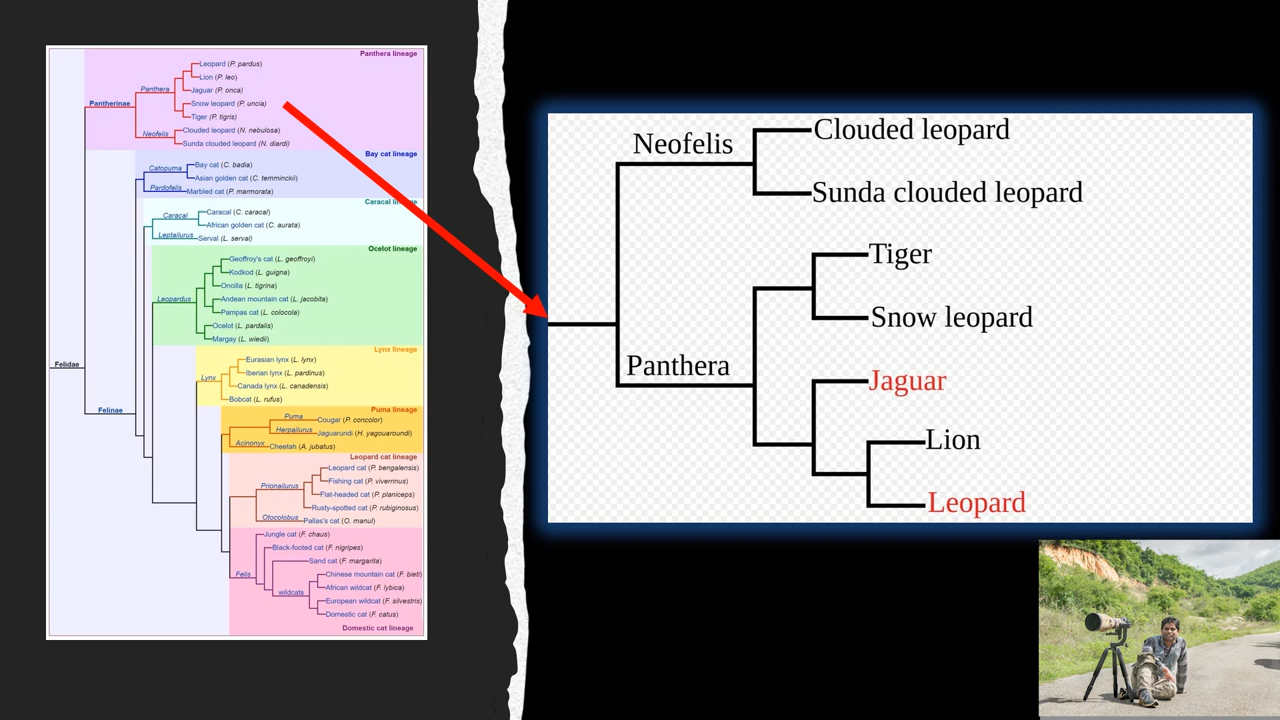 Panthera lineage
Leopard (P. pardus)
Lion (P. leo)
Panthera
Jaguar (P. onca)
Pantherinae
Snow leopard (P. uncia)
Tiger (P. tigris)
Neofelis
Clouded leopard (N. nebulosa)
Sunda clouded leopard (N. diardi)
Bay cat lineage
Catopuma
Bay cat (C. badia)
Asian golden cat (C. temminckii)
Pardofelis
Marbled cat (P. marmorata)
Caracal lineage
Caracal
Caracal (C. caracal)
African golden cat (C. aurata)
Leptailurus
Serval (L. serval)
Ocelot lineage
Geoffroy's cat (L. geoffroyi)
Kodkod (L. guigna)
Oncilla (L. tigrina)
Leopardus
Andean mountain cat (L. jacobita)
Pampas cat (L. colocola)
Ocelot (L. pardalis)
Margay (L. wiedii)
Lynx lineage
Eurasian lynx (L. lynx)
Felidae
Iberian lynx (L. pardinus)
Lynx
Canada lynx (L. canadensis)
Bobcat (L. rufus)
Felinae
Puma lineage
Puma
Cougar (P. concolor)
Herpailurus
Jaguarundi (H. yagouaroundi)
Acinonyx
Cheetah (A. jubatus)
Leopard cat lineage
Leopard cat (P. bengalensis)
Fishing cat (P. viverrinus)
Prionailurus
Flat-headed cat (P. planiceps)
Rusty-spotted cat (P. rubiginosus)
Otocolobus
Pallas's cat (O. manul)
Jungle cat (F. chaus)
Black-footed cat (F. nigripes)
Sand cat (F. margarita)
Felis
Chinese mountain cat (F. bieti)
African wildcat (F. lybica)
wildcats
European wildcat (F. silvestris)
Domestic cat (F. catus)
Domestic cat lineage
Neofelis
Clouded leopard
Sunda clouded leopard
Tiger
Snow leopard
Panthera
Jaguar
Lion
Leopard